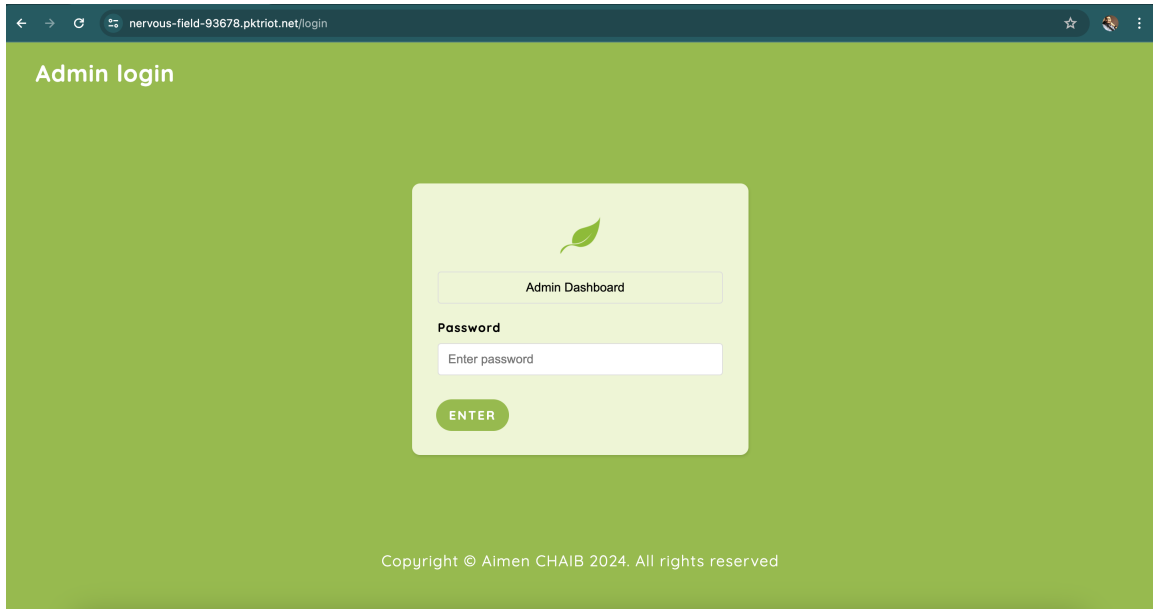 nervous-field-93678.pktriot.net/login
Admin login
Admin Dashboard
Password
Enter password
ENTER
Copyright © Aimen CHAIB 2024. All rights reserved